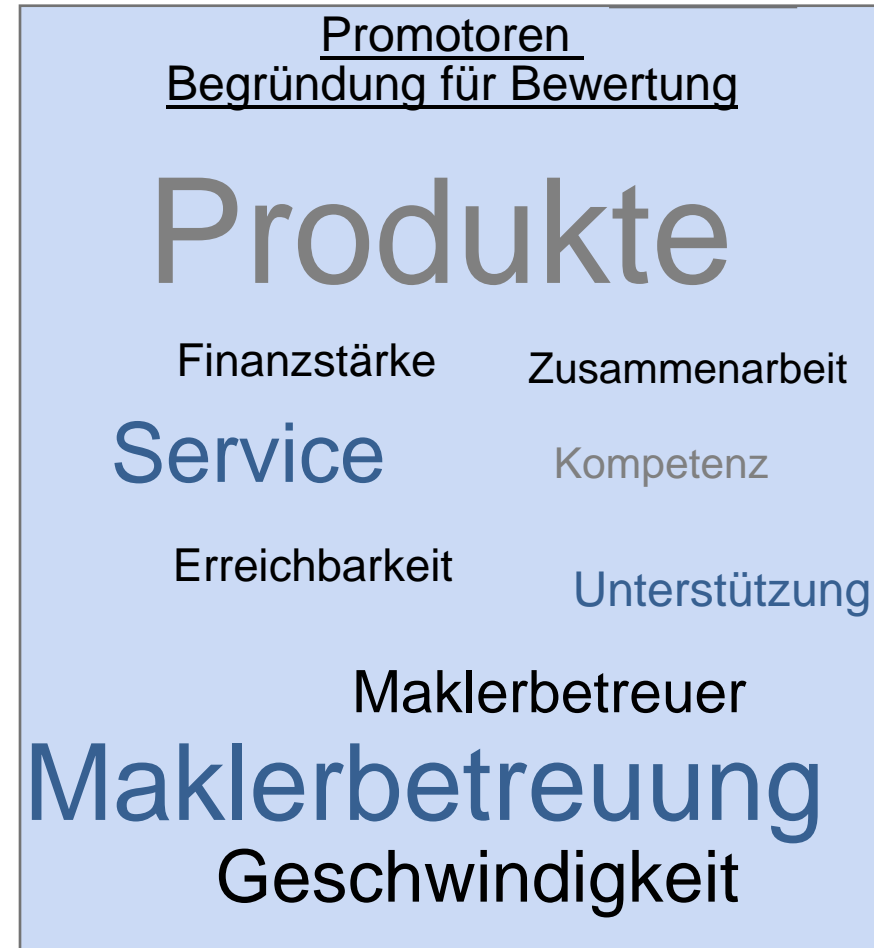 Promotoren
Begründung für Bewertung
Produkte
Finanzstärke
Zusammenarbeit
Service
Kompetenz
Erreichbarkeit
Unterstützung
Maklerbetreuer
Maklerbetreuung
Geschwindigkeit